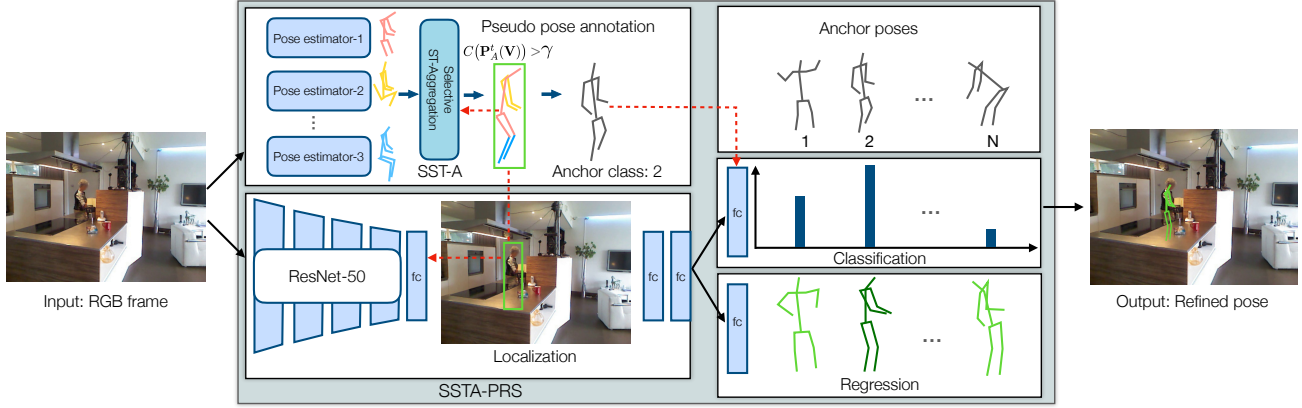 Pose estimator-1
Pose estimator-2
Pose estimator-3
Selective
ST-Aggregation
SST-A
Pseudo pose annotation
C(P_A^t(V)) > γ
Anchor class: 2
Anchor poses
...
1
2
N
Input: RGB frame
ResNet-50
fc
Localization
fc
fc
fc
...
Classification
fc
...
Regression
Output: Refined pose
SSTA-PRS